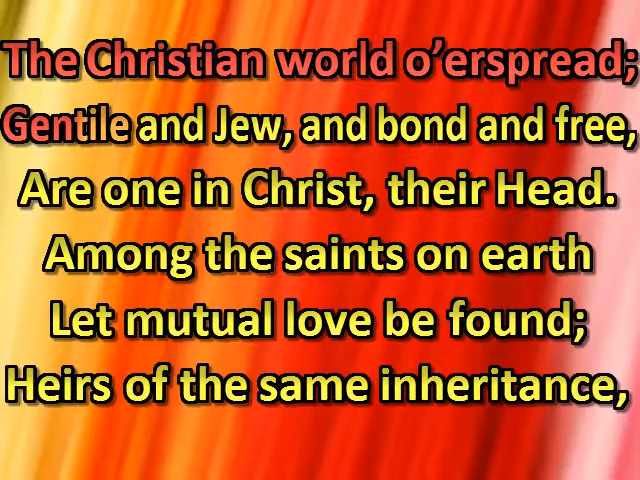 The Christian world o’erspread;
Gentile and Jew, and bond and free,
Are one in Christ, their Head.
Among the saints on earth
Let mutual love be found;
Heirs of the same inheritance,